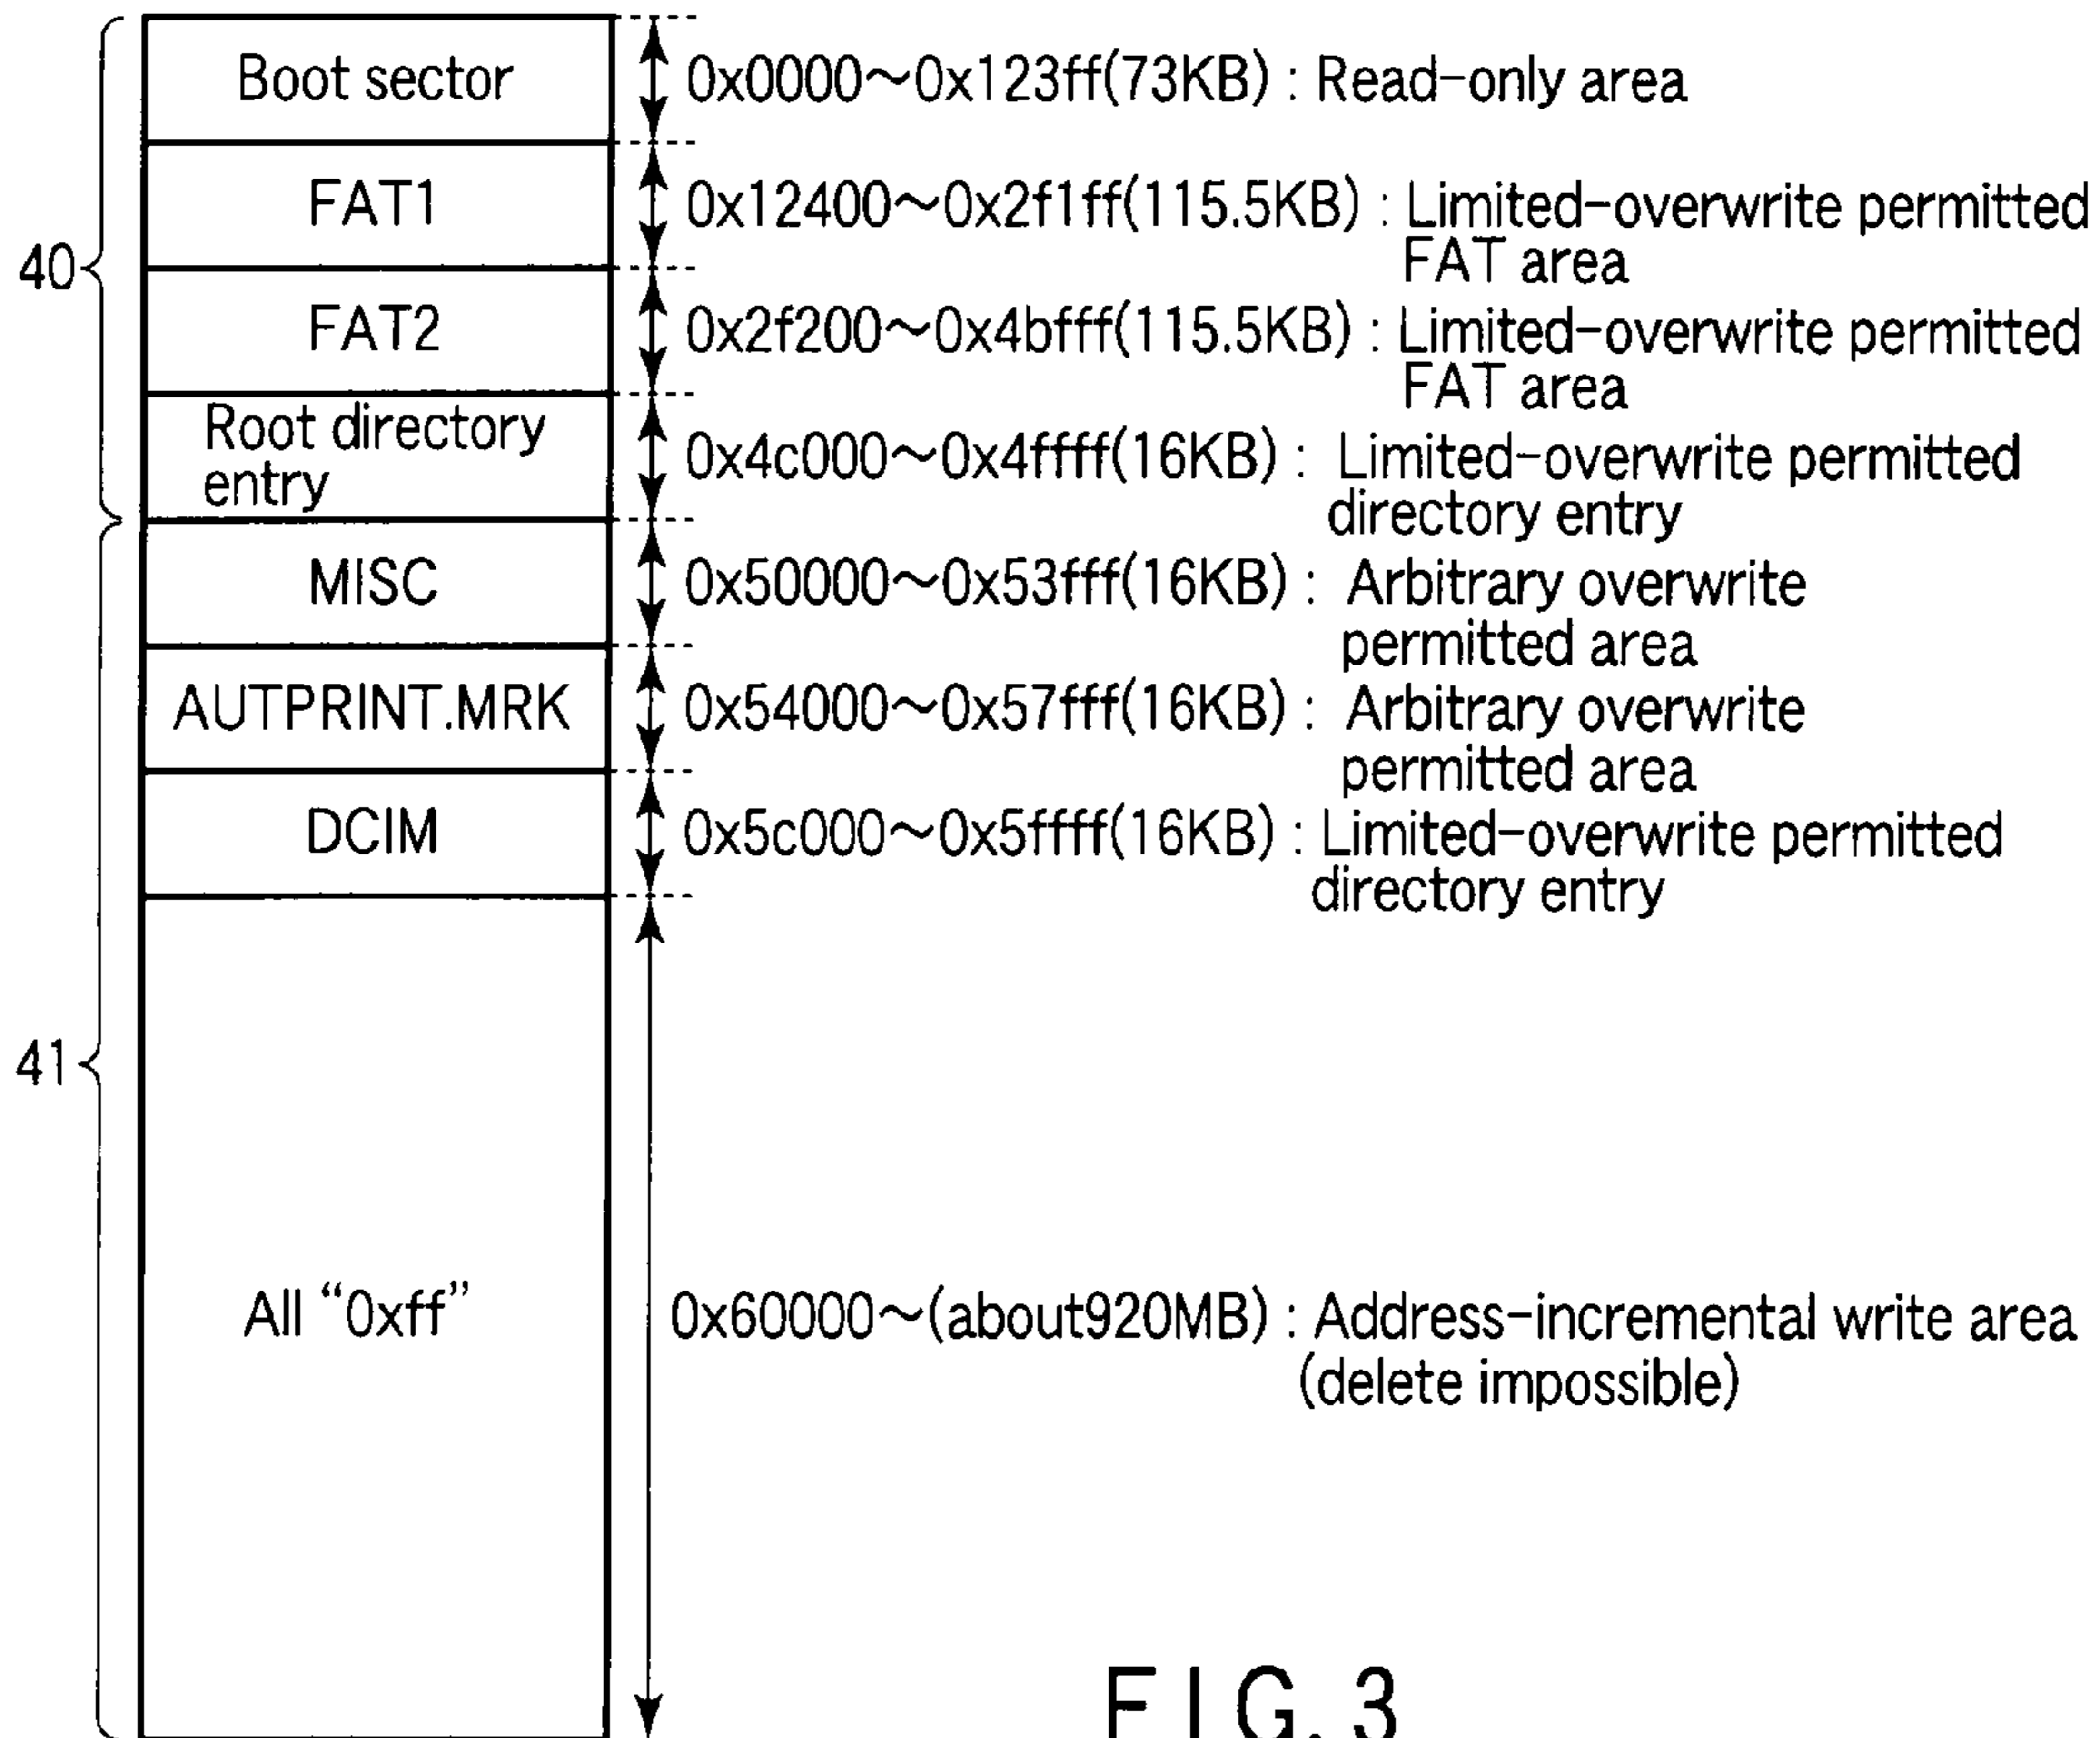 Boot sector
0x0000~0x123ff(73KB) : Read-only area
FAT1
0x12400~0x2f1ff(115.5KB) : Limited-overwrite permitted
FAT area
40
FAT2
0x2f200~0x4bfff(115.5KB) : Limited-overwrite permitted
FAT area
Root directory
entry
0x4c000~0x4ffff(16KB) : Limited-overwrite permitted
directory entry
MISC
0x50000~0x53fff(16KB) : Arbitrary overwrite
permitted area
AUTPRINT.MRK
0x54000~0x57fff(16KB) : Arbitrary overwrite
permitted area
DCIM
0x5c000~0x5ffff(16KB) : Limited-overwrite permitted
directory entry
41
All “0xff”
0x60000~(about920MB) : Address-incremental write area
(delete impossible)
FIG. 3